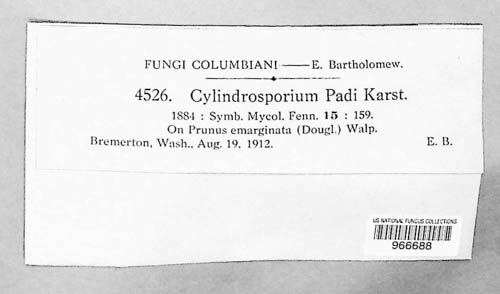 FUNGI COLUMBIANI — E. Bartholomew.
4526. Cylindrosporium Padi Karst.
1884 : Symb. Mycol. Fenn. 15 : 159.
On Prunus emarginata (Dougl.) Walp.
Bremerton, Wash., Aug. 19, 1912. E. B.
US NATIONAL FUNGUS COLLECTIONS
966688